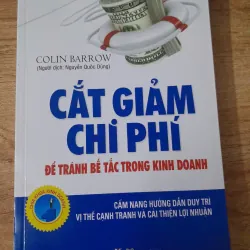 COLIN BARROW
(Người dịch: Nguyễn Quốc Dũng)
CẮT GIẢM
CHI PHÍ
ĐỂ TRÁNH BẾ TẮC TRONG KINH DOANH
CẨM NANG HƯỚNG DẪN DUY TRÌ
VỊ THẾ CẠNH TRANH VÀ CẢI THIỆN LỢI NHUẬN